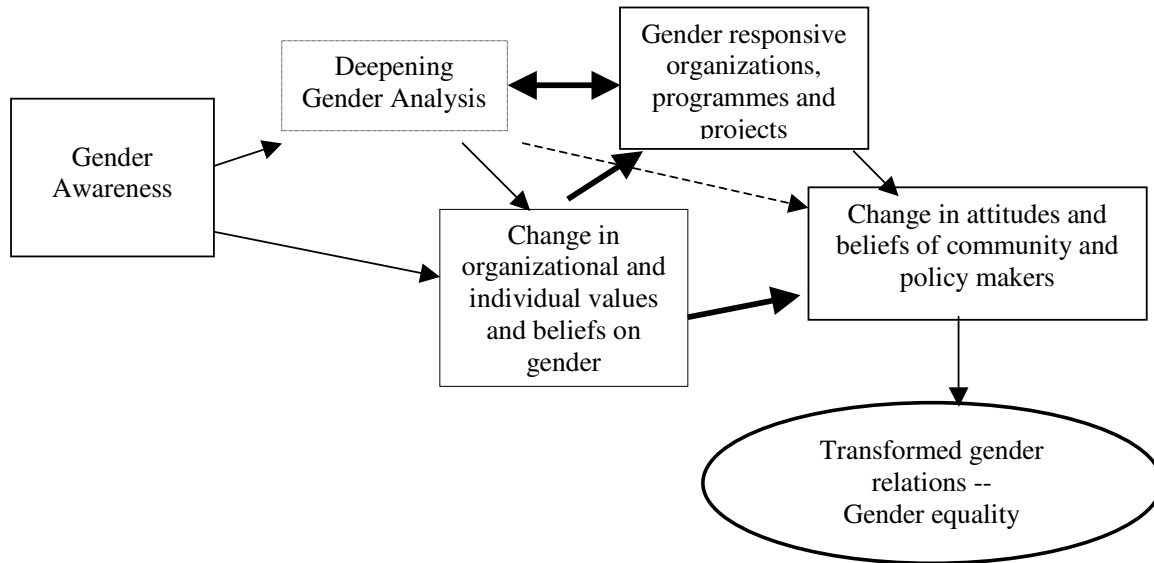 Gender
Awareness
Deepening
Gender Analysis
Gender responsive
organizations,
programmes and
projects
Change in
organizational and
individual values
and beliefs on
gender
Change in attitudes and
beliefs of community and
policy makers
Transformed gender
relations --
Gender equality